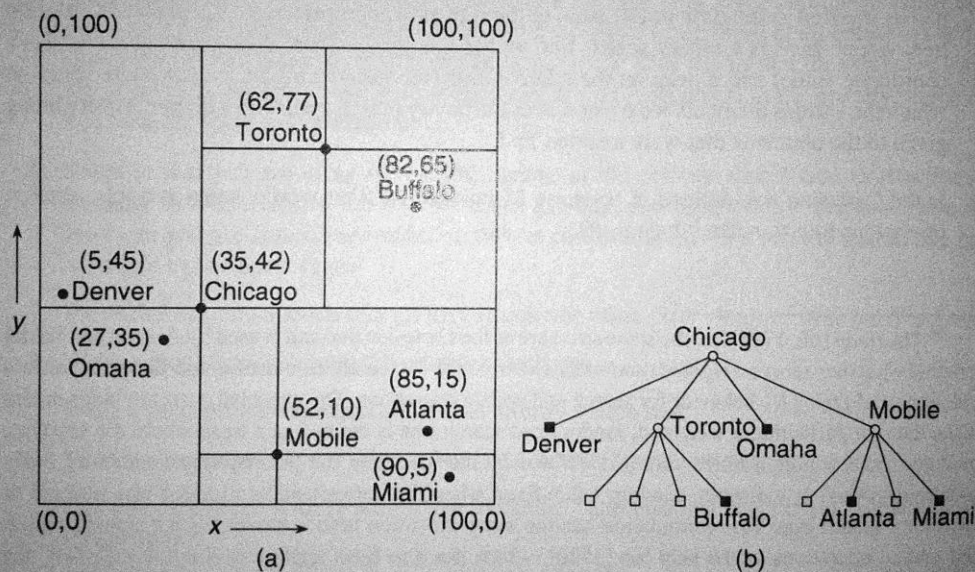 (0,100) (100,100)
(62,77)
Toronto
(82,65)
Buffalo
(5,45) (35,42)
Denver Chicago
y
(27,35)
Omaha
(85,15)
(52,10) Atlanta
Mobile
(90,5)
Miami
(0,0) x (100,0)
(a)
Chicago
Mobile
Denver Toronto Omaha
Buffalo Atlanta Miami
(b)